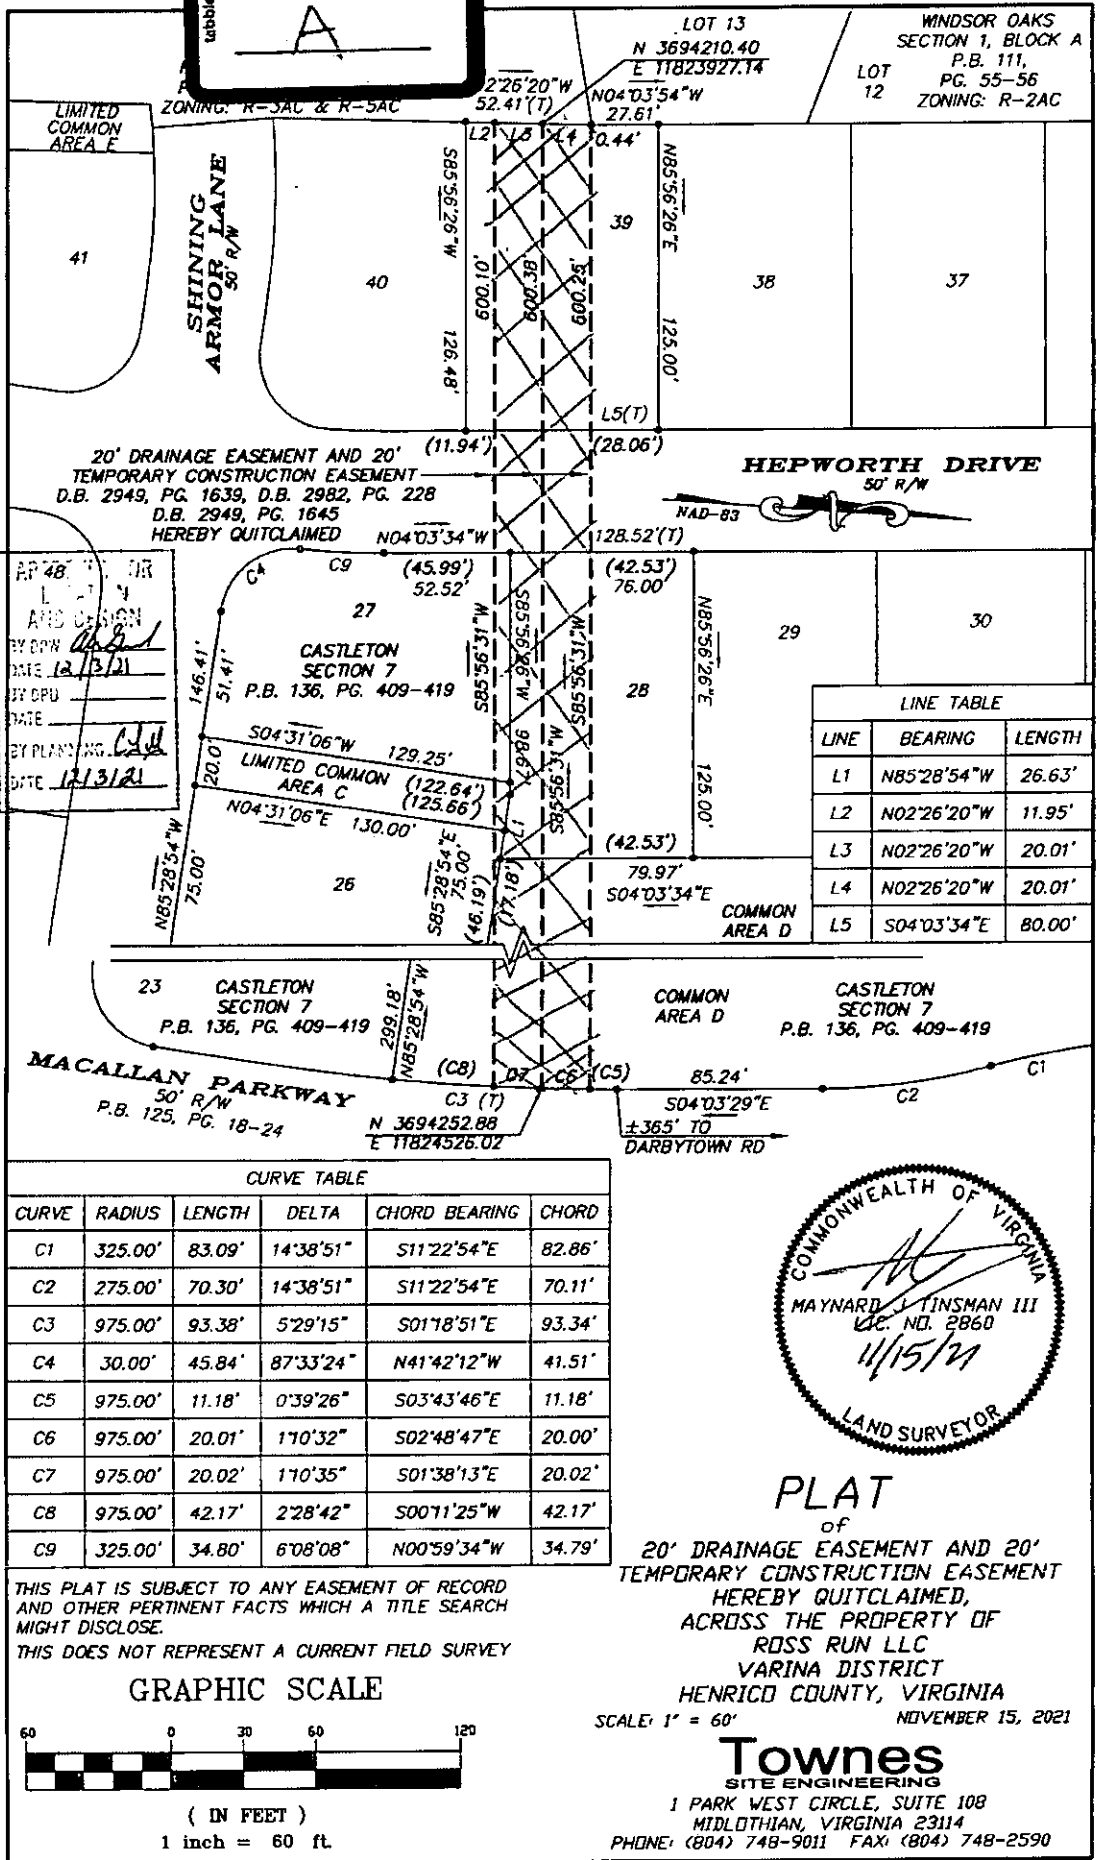 tabbies
A
LOT 13
N 3694210.40
E 11823927.14
WINDSOR OAKS
SECTION 1, BLOCK A
P.B. 111,
PG. 55-56
ZONING: R-2AC
LOT
12
ZONING: R-3AC & R-5AC
2°26'20"W
52.41'(T)
N04°03'54"W
27.61'
LIMITED
COMMON
AREA E
L2
L3
L4
0.44'
SHINING
ARMOR LANE
50' R/W
41
40
S85°56'26"W
126.48'
600.10'
600.38'
600.25'
39
N85°56'26"E
125.00'
38
37
L5(T)
(11.94')
(28.06')
20' DRAINAGE EASEMENT AND 20'
TEMPORARY CONSTRUCTION EASEMENT
D.B. 2949, PG. 1639, D.B. 2982, PG. 228
D.B. 2949, PG. 1645
HEREBY QUITCLAIMED
HEPWORTH DRIVE
50' R/W
NAD-83
N04°03'34"W
128.52'(T)
C4
C9
(45.99')
52.52'
(42.53')
76.00'
48
AND DESIGN
BY DPW
DATE 12/3/21
BY DPU
DATE
BY PLANNING
DATE 12/3/21
27
CASTLETON
SECTION 7
P.B. 136, PG. 409-419
146.41'
51.41'
S85°56'31"W
S85°56'26"W
98.67'
S85°56'31"W
S85°56'31"W
28
N85°56'26"E
125.00'
29
30
S04°31'06"W 129.25'
20.0'
LIMITED COMMON
AREA C
(122.64')
(125.66')
N04°31'06"E 130.00'
L1
LINE TABLE
LINE BEARING LENGTH
L1 N85°28'54"W 26.63'
L2 N02°26'20"W 11.95'
L3 N02°26'20"W 20.01'
L4 N02°26'20"W 20.01'
L5 S04°03'34"E 80.00'
N85°28'54"W
75.00'
26
S85°28'54"E
75.00'
(46.19')
(17.18')
(42.53')
79.97'
S04°03'34"E
COMMON
AREA D
23
CASTLETON
SECTION 7
P.B. 136, PG. 409-419
299.18'
N85°28'54"W
COMMON
AREA D
CASTLETON
SECTION 7
P.B. 136, PG. 409-419
MACALLAN PARKWAY
50' R/W
P.B. 125, PG. 18-24
(C8)
C7
C6
(C5)
C3 (T)
85.24'
S04°03'29"E
C2
C1
N 3694252.88
E 11824526.02
±365' TO
DARBYTOWN RD
CURVE TABLE
CURVE RADIUS LENGTH DELTA CHORD BEARING CHORD
C1 325.00' 83.09' 14°38'51" S11°22'54"E 82.86'
C2 275.00' 70.30' 14°38'51" S11°22'54"E 70.11'
C3 975.00' 93.38' 5°29'15" S01°18'51"E 93.34'
C4 30.00' 45.84' 87°33'24" N41°42'12"W 41.51'
C5 975.00' 11.18' 0°39'26" S03°43'46"E 11.18'
C6 975.00' 20.01' 1°10'32" S02°48'47"E 20.00'
C7 975.00' 20.02' 1°10'35" S01°38'13"E 20.02'
C8 975.00' 42.17' 2°28'42" S00°11'25"W 42.17'
C9 325.00' 34.80' 6°08'08" N00°59'34"W 34.79'
COMMONWEALTH OF VIRGINIA
MAYNARD J. TINSMAN III
LIC. NO. 2860
11/15/21
LAND SURVEYOR
THIS PLAT IS SUBJECT TO ANY EASEMENT OF RECORD
AND OTHER PERTINENT FACTS WHICH A TITLE SEARCH
MIGHT DISCLOSE.
THIS DOES NOT REPRESENT A CURRENT FIELD SURVEY
GRAPHIC SCALE
60 0 30 60 120
( IN FEET )
1 inch = 60 ft.
PLAT
of
20' DRAINAGE EASEMENT AND 20'
TEMPORARY CONSTRUCTION EASEMENT
HEREBY QUITCLAIMED,
ACROSS THE PROPERTY OF
ROSS RUN LLC
VARINA DISTRICT
HENRICO COUNTY, VIRGINIA
SCALE: 1" = 60'
NOVEMBER 15, 2021
Townes
SITE ENGINEERING
1 PARK WEST CIRCLE, SUITE 108
MIDLOTHIAN, VIRGINIA 23114
PHONE: (804) 748-9011 FAX: (804) 748-2590